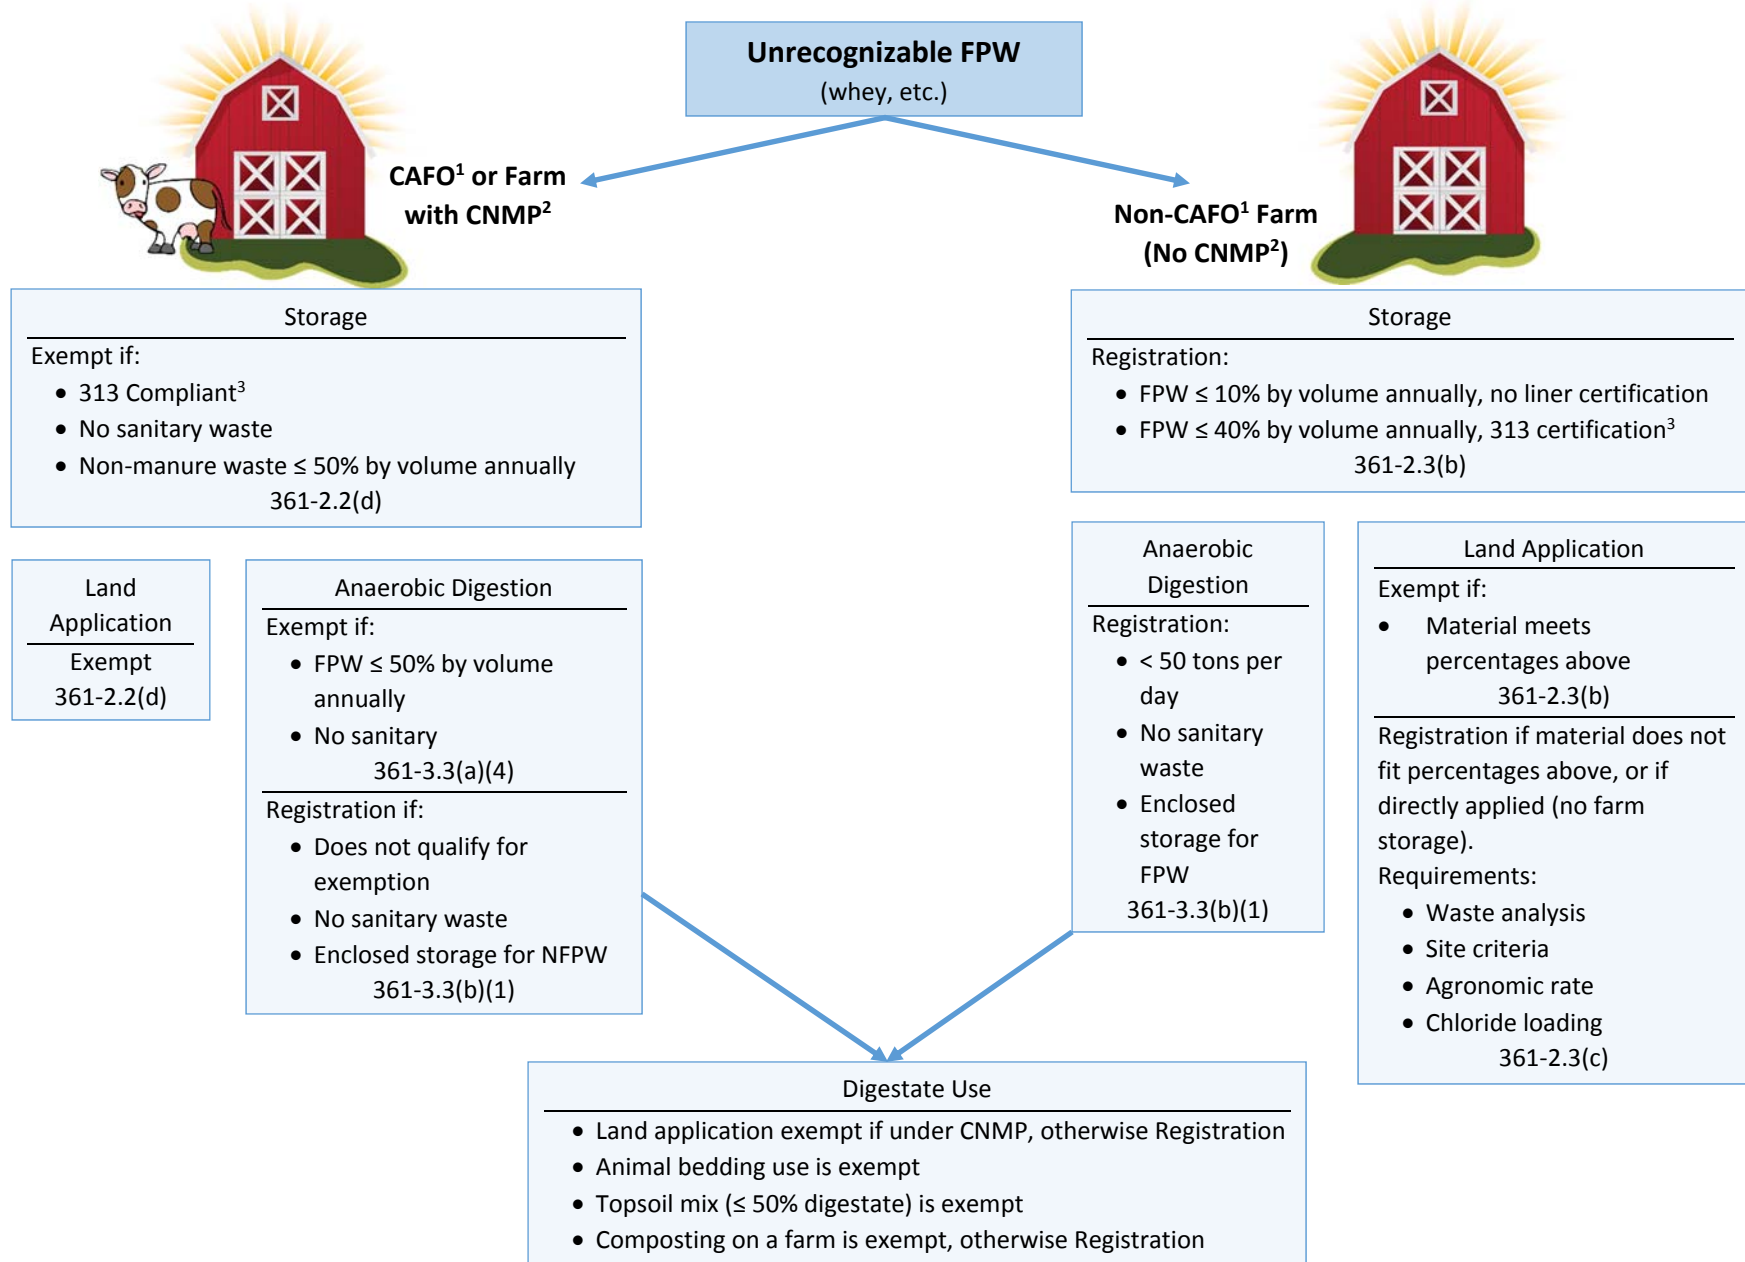 Unrecognizable FPW
(whey, etc.)
CAFO¹ or Farm
with CNMP²
Non-CAFO¹ Farm
(No CNMP²)
Storage
Exempt if:
• 313 Compliant³
• No sanitary waste
• Non-manure waste ≤ 50% by volume annually
361-2.2(d)
Storage
Registration:
• FPW ≤ 10% by volume annually, no liner certification
• FPW ≤ 40% by volume annually, 313 certification³
361-2.3(b)
Land
Application
Exempt
361-2.2(d)
Anaerobic Digestion
Exempt if:
• FPW ≤ 50% by volume
annually
• No sanitary
361-3.3(a)(4)
Registration if:
• Does not qualify for
exemption
• No sanitary waste
• Enclosed storage for NFPW
361-3.3(b)(1)
Anaerobic
Digestion
Registration:
• < 50 tons per
day
• No sanitary
waste
• Enclosed
storage for
FPW
361-3.3(b)(1)
Land Application
Exempt if:
• Material meets
percentages above
361-2.3(b)
Registration if material does not
fit percentages above, or if
directly applied (no farm
storage).
Requirements:
• Waste analysis
• Site criteria
• Agronomic rate
• Chloride loading
361-2.3(c)
Digestate Use
• Land application exempt if under CNMP, otherwise Registration
• Animal bedding use is exempt
• Topsoil mix (≤ 50% digestate) is exempt
• Composting on a farm is exempt, otherwise Registration